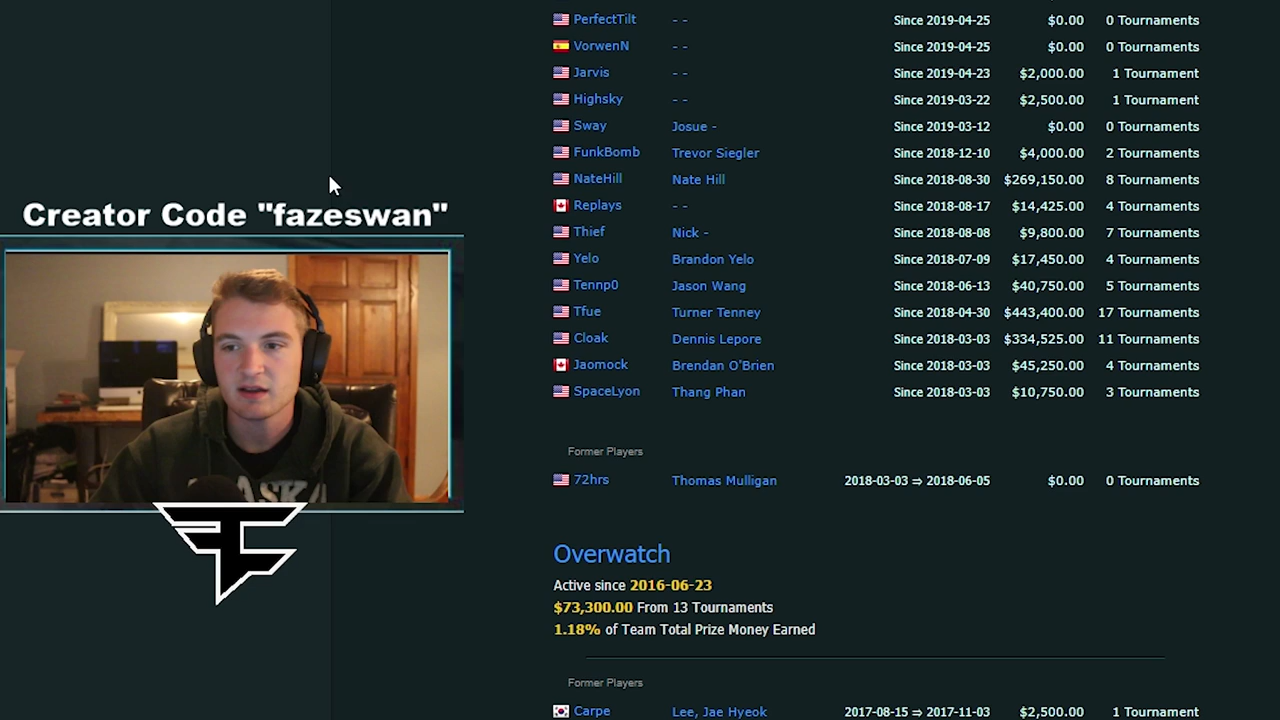 PerfectTilt - - Since 2019-04-25 $0.00 0 Tournaments
VorwenN - - Since 2019-04-25 $0.00 0 Tournaments
Jarvis - - Since 2019-04-23 $2,000.00 1 Tournament
Highsky - - Since 2019-03-22 $2,500.00 1 Tournament
Sway Josue - Since 2019-03-12 $0.00 0 Tournaments
FunkBomb Trevor Siegler Since 2018-12-10 $4,000.00 2 Tournaments
NateHill Nate Hill Since 2018-08-30 $269,150.00 8 Tournaments
Replays - - Since 2018-08-17 $14,425.00 4 Tournaments
Thief Nick - Since 2018-08-08 $9,800.00 7 Tournaments
Yelo Brandon Yelo Since 2018-07-09 $17,450.00 4 Tournaments
Tennp0 Jason Wang Since 2018-06-13 $40,750.00 5 Tournaments
Tfue Turner Tenney Since 2018-04-30 $443,400.00 17 Tournaments
Cloak Dennis Lepore Since 2018-03-03 $334,525.00 11 Tournaments
Jaomock Brendan O'Brien Since 2018-03-03 $45,250.00 4 Tournaments
SpaceLyon Thang Phan Since 2018-03-03 $10,750.00 3 Tournaments
Former Players
72hrs Thomas Mulligan 2018-03-03 ⇒ 2018-06-05 $0.00 0 Tournaments
Overwatch
Active since 2016-06-23
$73,300.00 From 13 Tournaments
1.18% of Team Total Prize Money Earned
Former Players
Carpe Lee, Jae Hyeok 2017-08-15 ⇒ 2017-11-03 $2,500.00 1 Tournament
Creator Code "fazeswan"